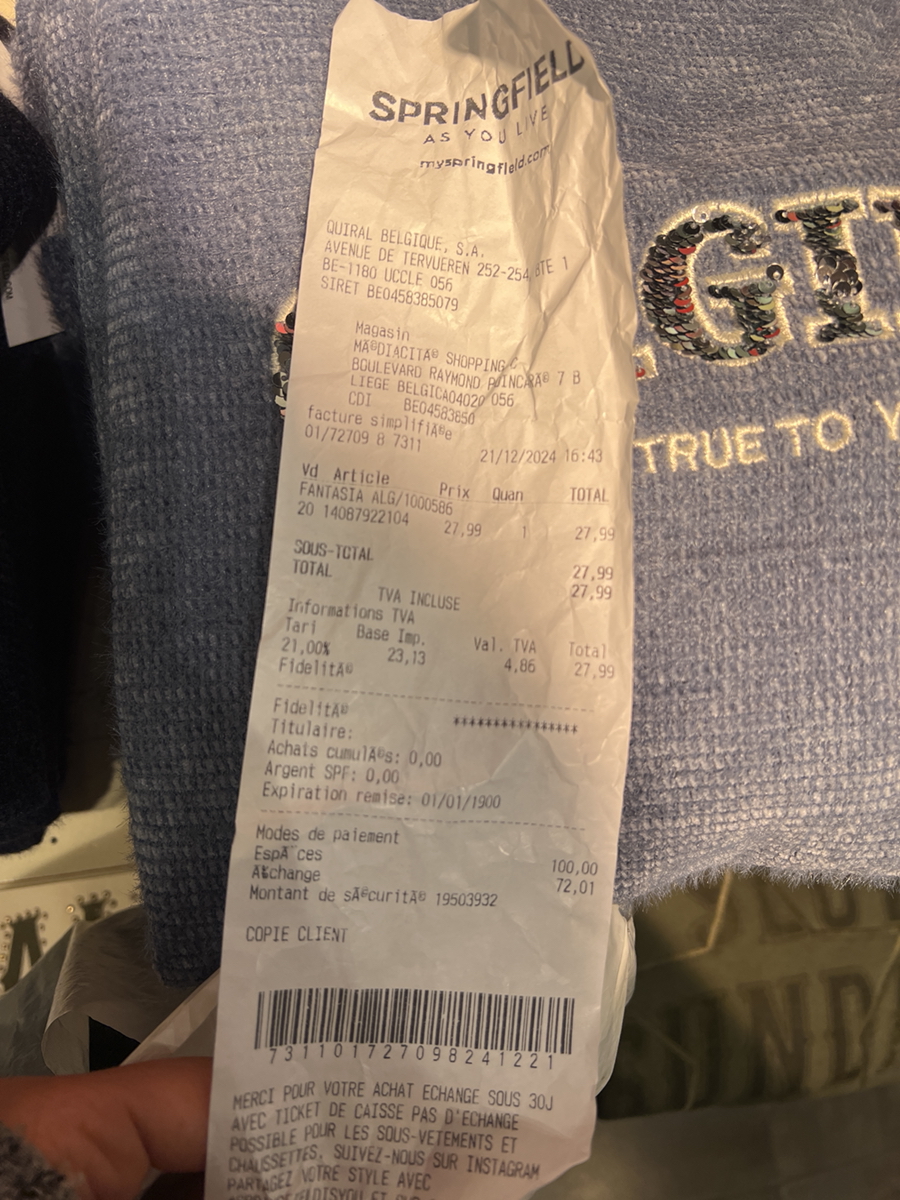 SPRINGFIELD
AS YOU LIVE
myspringfield.com
QUIRAL BELGIQUE, S.A.
AVENUE DE TERVUEREN 252-254, BTE 1
BE-1180 UCCLE 056
SIRET BE0458385079
Magasin
MÃ©DIACITÃ© SHOPPING C
BOULEVARD RAYMOND POINCARÃ© 7 B
LIEGE BELGICA04020 056
CDI BE04583850
facture simplifiÃ©e
01/72709 B 7311 21/12/2024 16:43
Vd Article Prix Quan TOTAL
FANTASIA ALG/1000586
20 14087922104 27,99 1 27,99
SOUS-TOTAL 27,99
TOTAL 27,99
TVA INCLUSE
Informations TVA
Tari Base Imp. Val. TVA Total
21,00% 23,13 4,86 27,99
FidelitÃ©
FidelitÃ©
Titulaire: ****************
Achais cumulÃ©s: 0,00
Argent SPF: 0,00
Expiration remise: 01/01/1900
Modes de paiement
EspÃ¨ces 100,00
Ã‰change 72,01
Montant de sÃ©curitÃ© 19503932
COPIE CLIENT
731101727098241221
MERCI POUR VOTRE ACHAT ECHANGE SOUS 30J
AVEC TICKET DE CAISSE PAS D'ECHANGE
POSSIBLE POUR LES SOUS-VETEMENTS ET
CHAUSSETTES, SUIVEZ-NOUS SUR INSTAGRAM
PARTAGEZ VOTRE STYLE AVEC
GI
TRUE TO Y